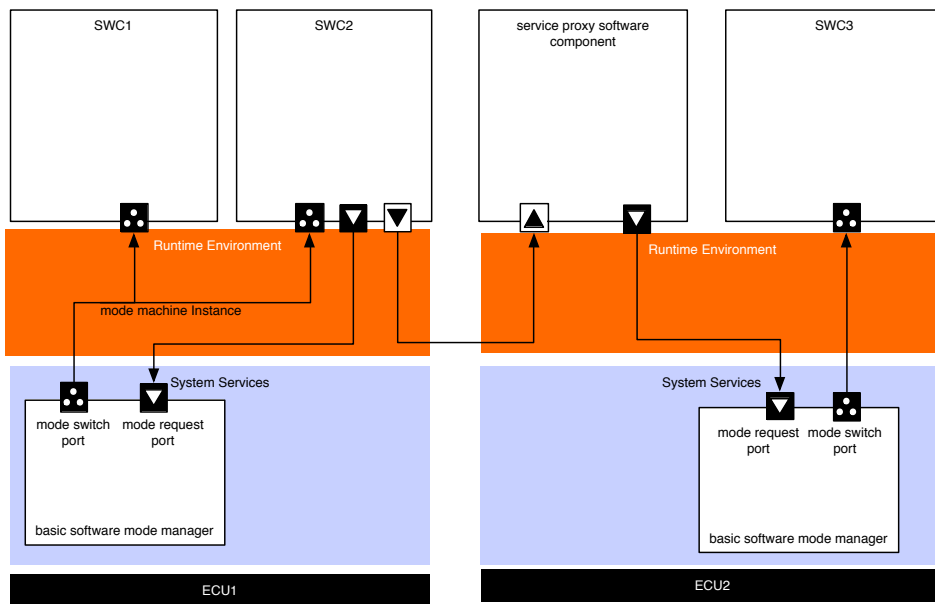 SWC1
SWC2
service proxy software
component
SWC3
Runtime Environment
Runtime Environment
mode machine Instance
System Services
System Services
mode switch
port
mode request
port
mode request
port
mode switch
port
basic software mode manager
basic software mode manager
ECU1
ECU2